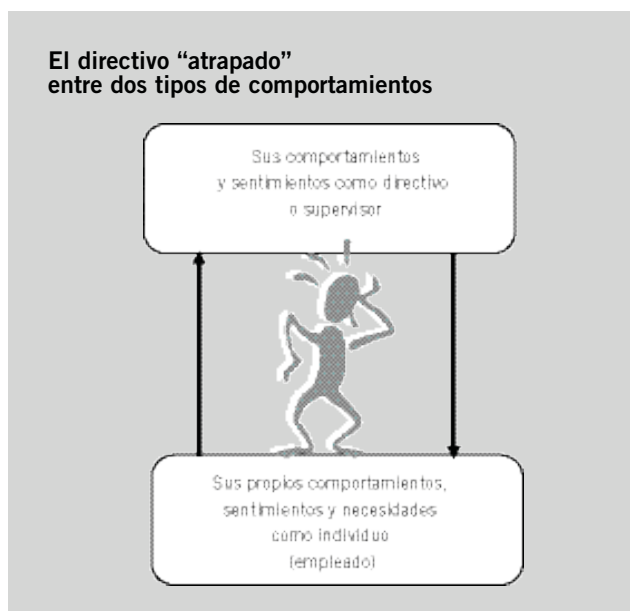 El directivo “atrapado”
entre dos tipos de comportamientos
Sus comportamientos
y sentimientos como directivo
o supervisor
Sus propios comportamientos,
sentimientos y necesidades
como individuo
(empleado)